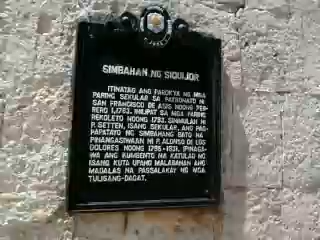 SIMBAHAN NG SIQUIJOR
ITINATAG ANG PAROKYA NG MGA
PARING SEKULAR SA PATRONATO NI
SAN FRANCISCO DE ASIS NOONG PEB-
RERO 1, 1783. INILIPAT SA MGA PARING
REKOLETO NOONG 1793. SINIMULAN NI
P. SETTEN, ISANG SEKULAR, ANG PAG-
PAPATAYO NG SIMBAHANG BATO NA
PINANGASIWAAN NI P. ALONSO DE LOS
DOLORES NOONG 1795-1831. IPINAGA-
WA ANG KUMBENTO NA KATULAD NG
ISANG KUTA UPANG MALABANAN ANG
MADALAS NA PAGSALAKAY NG MGA
TULISANG-DAGAT.